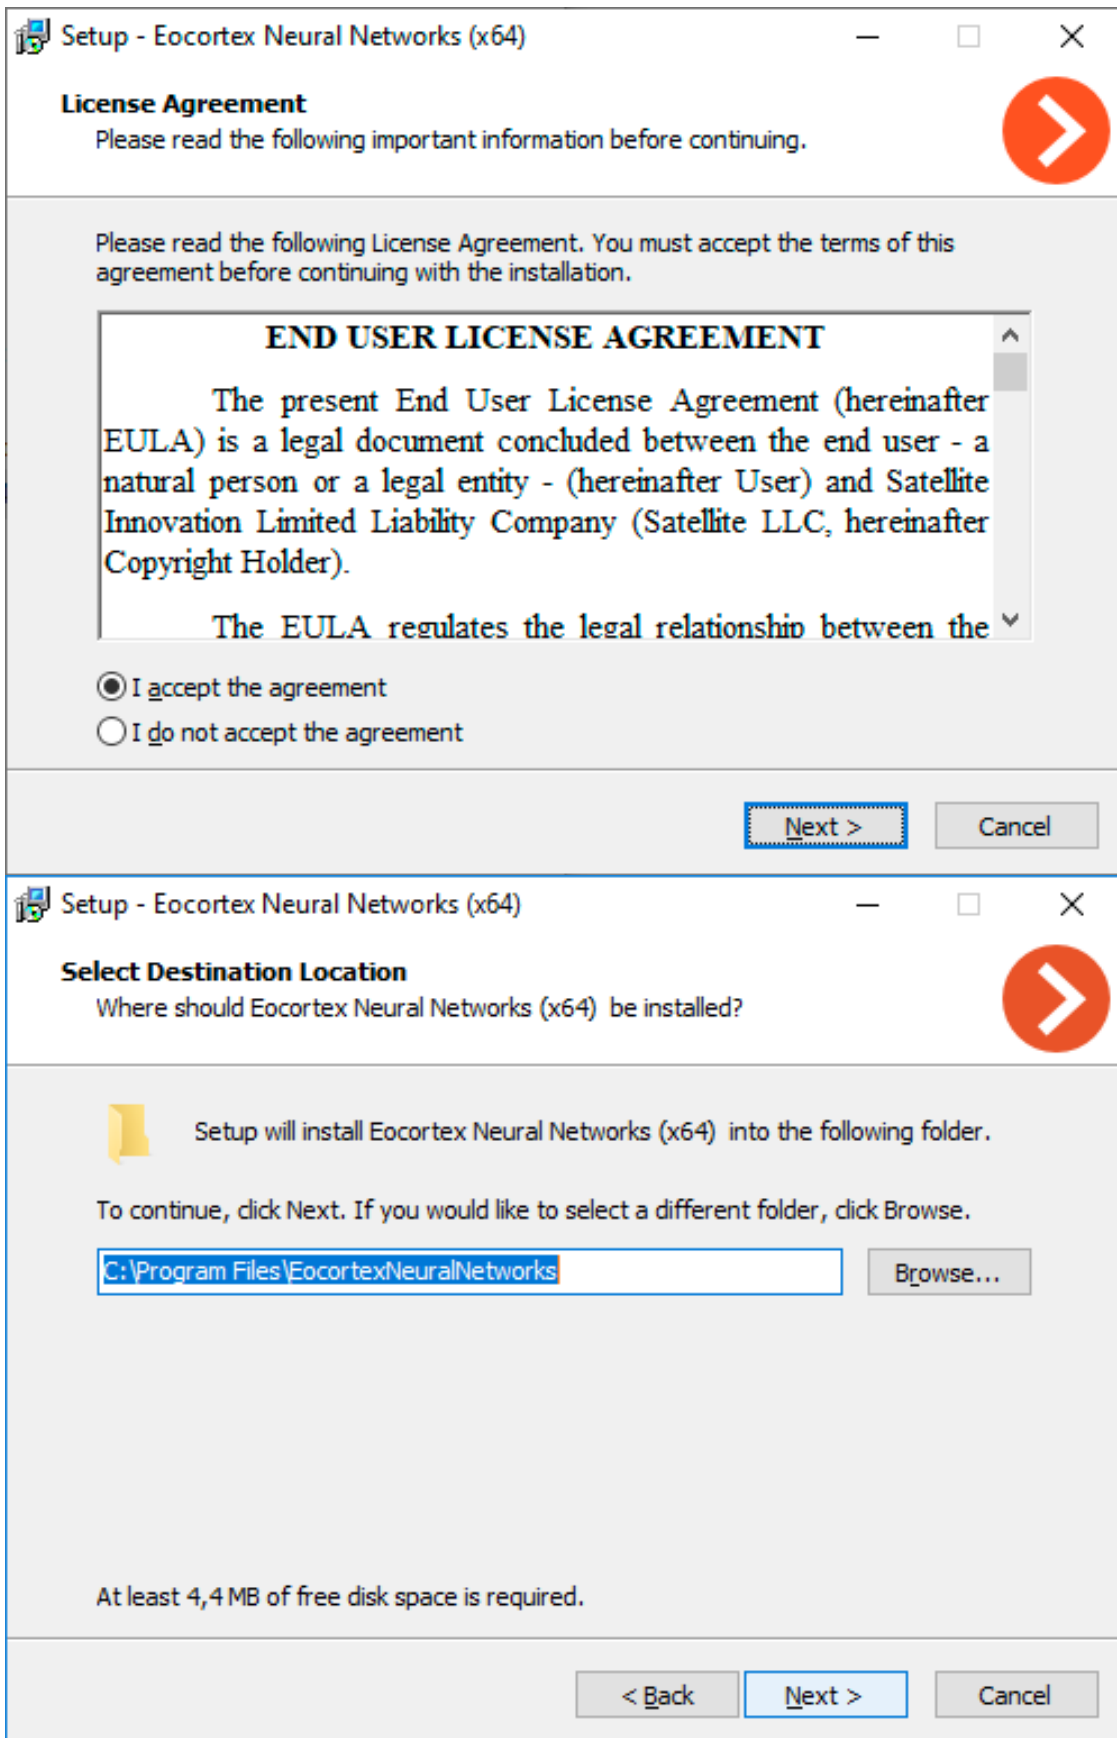 Setup - Eocortex Neural Networks (x64)
License Agreement
Please read the following important information before continuing.
Please read the following License Agreement. You must accept the terms of this
agreement before continuing with the installation.
END USER LICENSE AGREEMENT
The present End User License Agreement (hereinafter
EULA) is a legal document concluded between the end user - a
natural person or a legal entity - (hereinafter User) and Satellite
Innovation Limited Liability Company (Satellite LLC, hereinafter
Copyright Holder).
The EULA regulates the legal relationship between the
I accept the agreement
I do not accept the agreement
Next >
Cancel
Setup - Eocortex Neural Networks (x64)
Select Destination Location
Where should Eocortex Neural Networks (x64)  be installed?
Setup will install Eocortex Neural Networks (x64)  into the following folder.
To continue, click Next. If you would like to select a different folder, click Browse.
C:\Program Files\EocortexNeuralNetworks
Browse...
At least 4,4 MB of free disk space is required.
< Back
Next >
Cancel